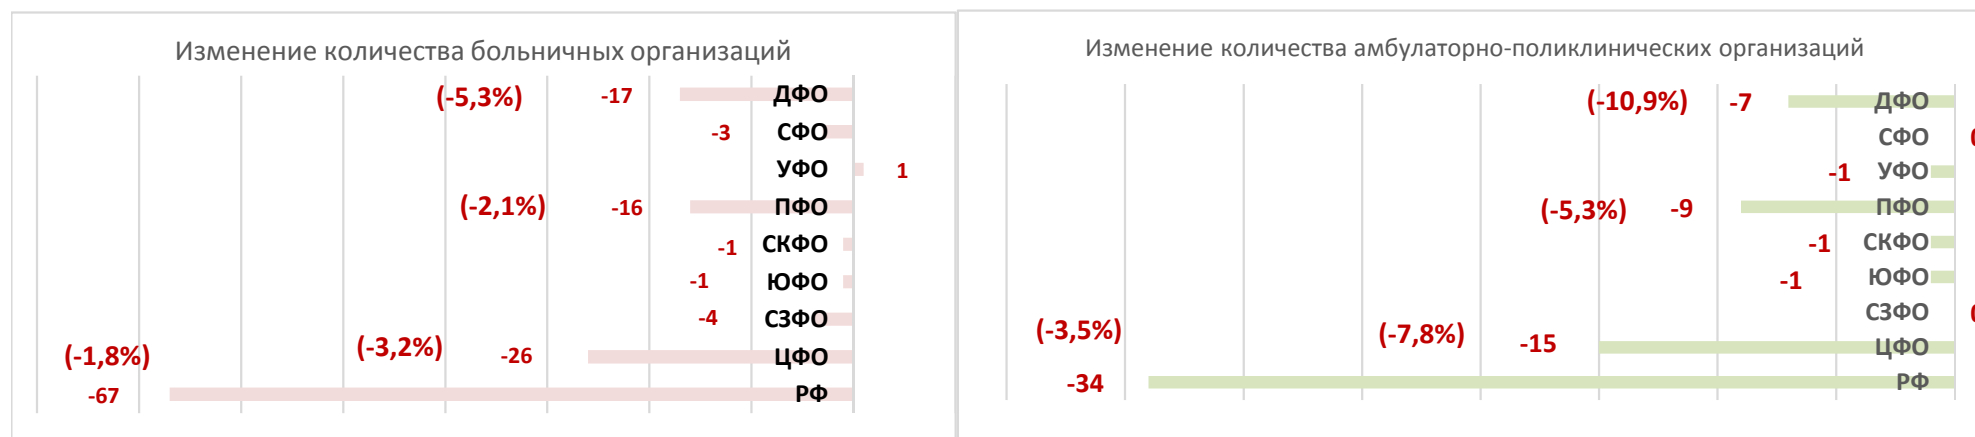 Изменение количества больничных организаций
(-5,3%) -17 ДФО
-3 СФО
УФО 1
(-2,1%) -16 ПФО
-1 СКФО
-1 ЮФО
-4 СЗФО
(-1,8%) (-3,2%) -26 ЦФО
-67 РФ
Изменение количества амбулаторно-поликлинических организаций
(-10,9%) -7 ДФО
СФО
-1 УФО
(-5,3%) -9 ПФО
-1 СКФО
-1 ЮФО
СЗФО
(-3,5%) (-7,8%) -15 ЦФО
-34 РФ